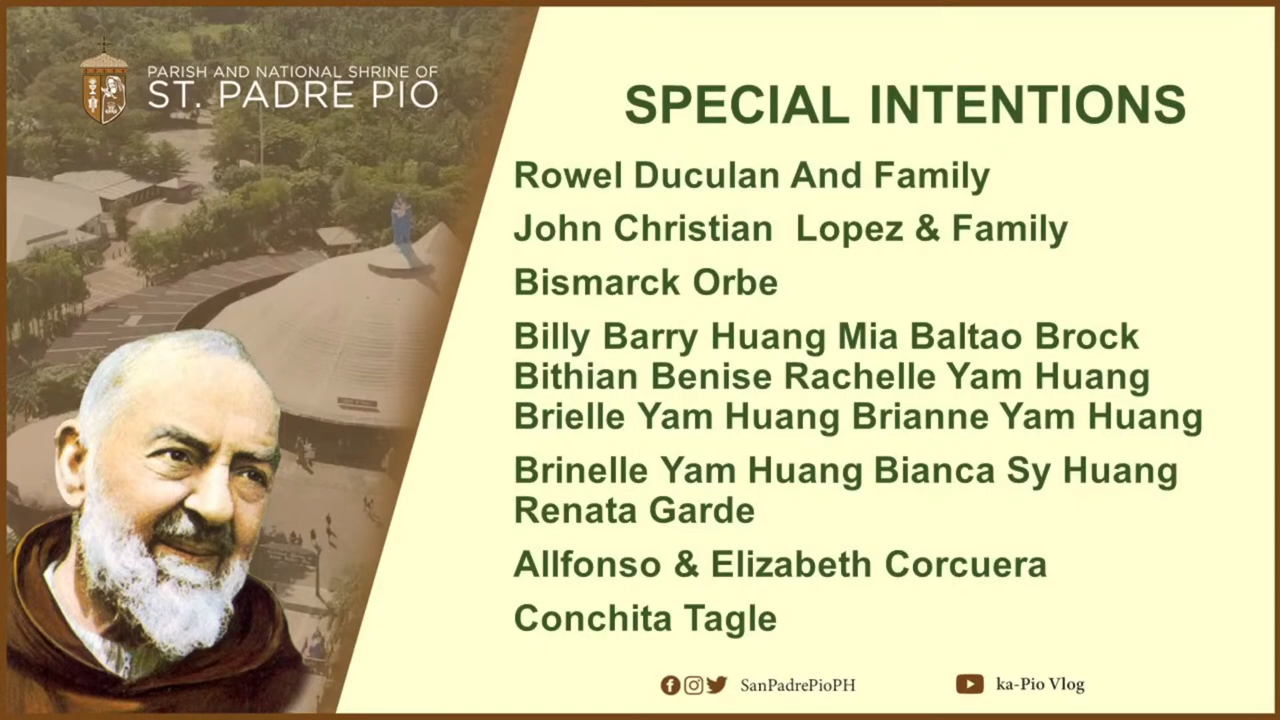 PARISH AND NATIONAL SHRINE OF
ST. PADRE PIO
SPECIAL INTENTIONS
Rowel Duculan And Family
John Christian  Lopez & Family
Bismarck Orbe
Billy Barry Huang Mia Baltao Brock
Bithian Benise Rachelle Yam Huang
Brielle Yam Huang Brianne Yam Huang
Brinelle Yam Huang Bianca Sy Huang
Renata Garde
Allfonso & Elizabeth Corcuera
Conchita Tagle
SanPadrePioPH
ka-Pio Vlog